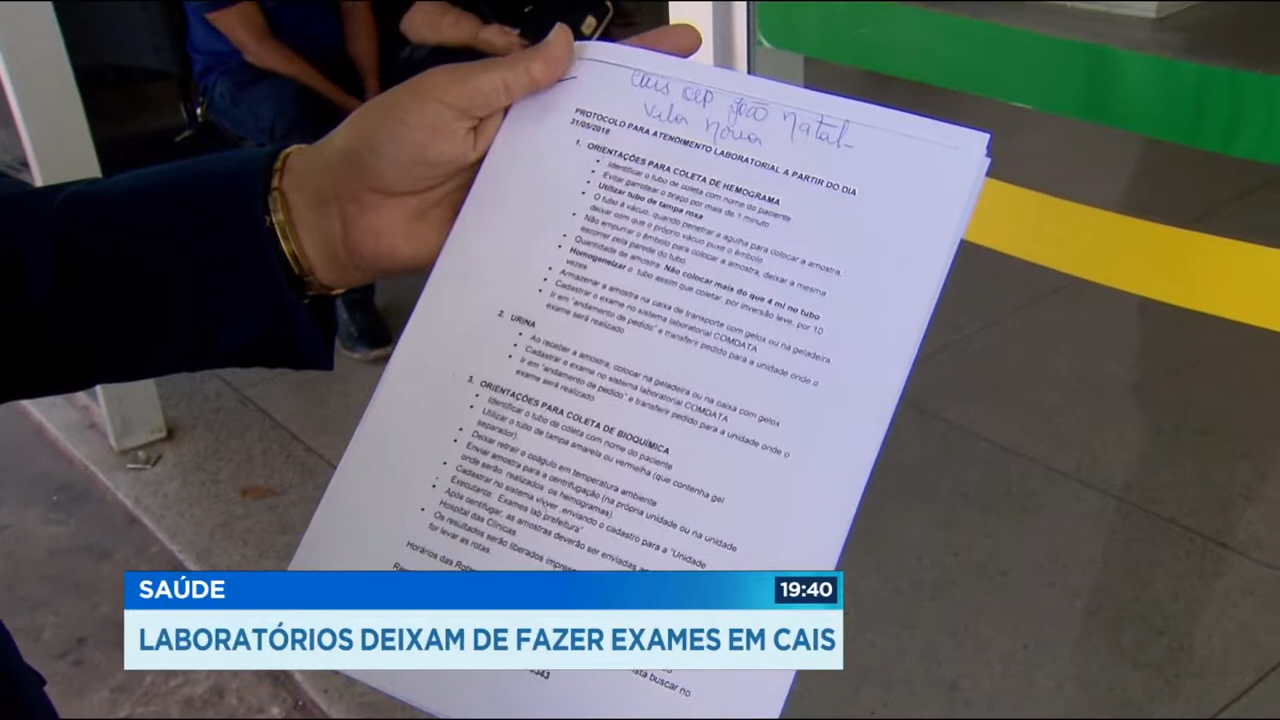 Cais Dep João Natal-
Vila Nova
PROTOCOLO PARA ATENDIMENTO LABORATORIAL A PARTIR DO DIA
31/05/2018
1. ORIENTAÇÕES PARA COLETA DE HEMOGRAMA
• Identificar o tubo de coleta com nome do paciente
• Evitar garrotear o braço por mais de 1 minuto
• Utilizar tubo de tampa roxa
• O tubo à vácuo, quando penetrar a agulha para colocar a amostra,
deixar com que o próprio vácuo puxe o êmbolo
• Não empurrar o êmbolo para colocar a amostra, deixar a mesma
escorrer pela parede do tubo
• Quantidade de amostra: Não colocar mais do que 4 ml no tubo
• Homogeneizar o tubo assim que coletar, por inversão leve, por 10
vezes
• Armazenar a amostra na caixa de transporte com gelox ou na geladeira
• Cadastrar o exame no sistema laboratorial COMDATA
• Ir em "andamento de pedido" e transferir pedido para a unidade onde o
exame será realizado
2. URINA
• Ao receber a amostra, colocar na geladeira ou na caixa com gelox
• Cadastrar o exame no sistema laboratorial COMDATA
• Ir em "andamento de pedido" e transferir pedido para a unidade onde o
exame será realizado
3. ORIENTAÇÕES PARA COLETA DE BIOQUÍMICA
• Identificar o tubo de coleta com nome do paciente
• Utilizar o tubo de tampa amarela ou vermelha (que contenha gel
separador).
• Deixar retrair o coágulo em temperatura ambiente
• Enviar amostra para a centrifugação (na própria unidade ou na unidade
onde serão realizados os hemogramas)
• Cadastrar no sistema vivver, enviando o cadastro para a "Unidade
Executante: Exames lab prefeitura"
• Após centrifugar, as amostras deverão ser enviadas
Hospital das Clínicas.
• Os resultados serão liberados
for levar as rotas.
Horários das
buscar no
SAÚDE
19:40
LABORATÓRIOS DEIXAM DE FAZER EXAMES EM CAIS